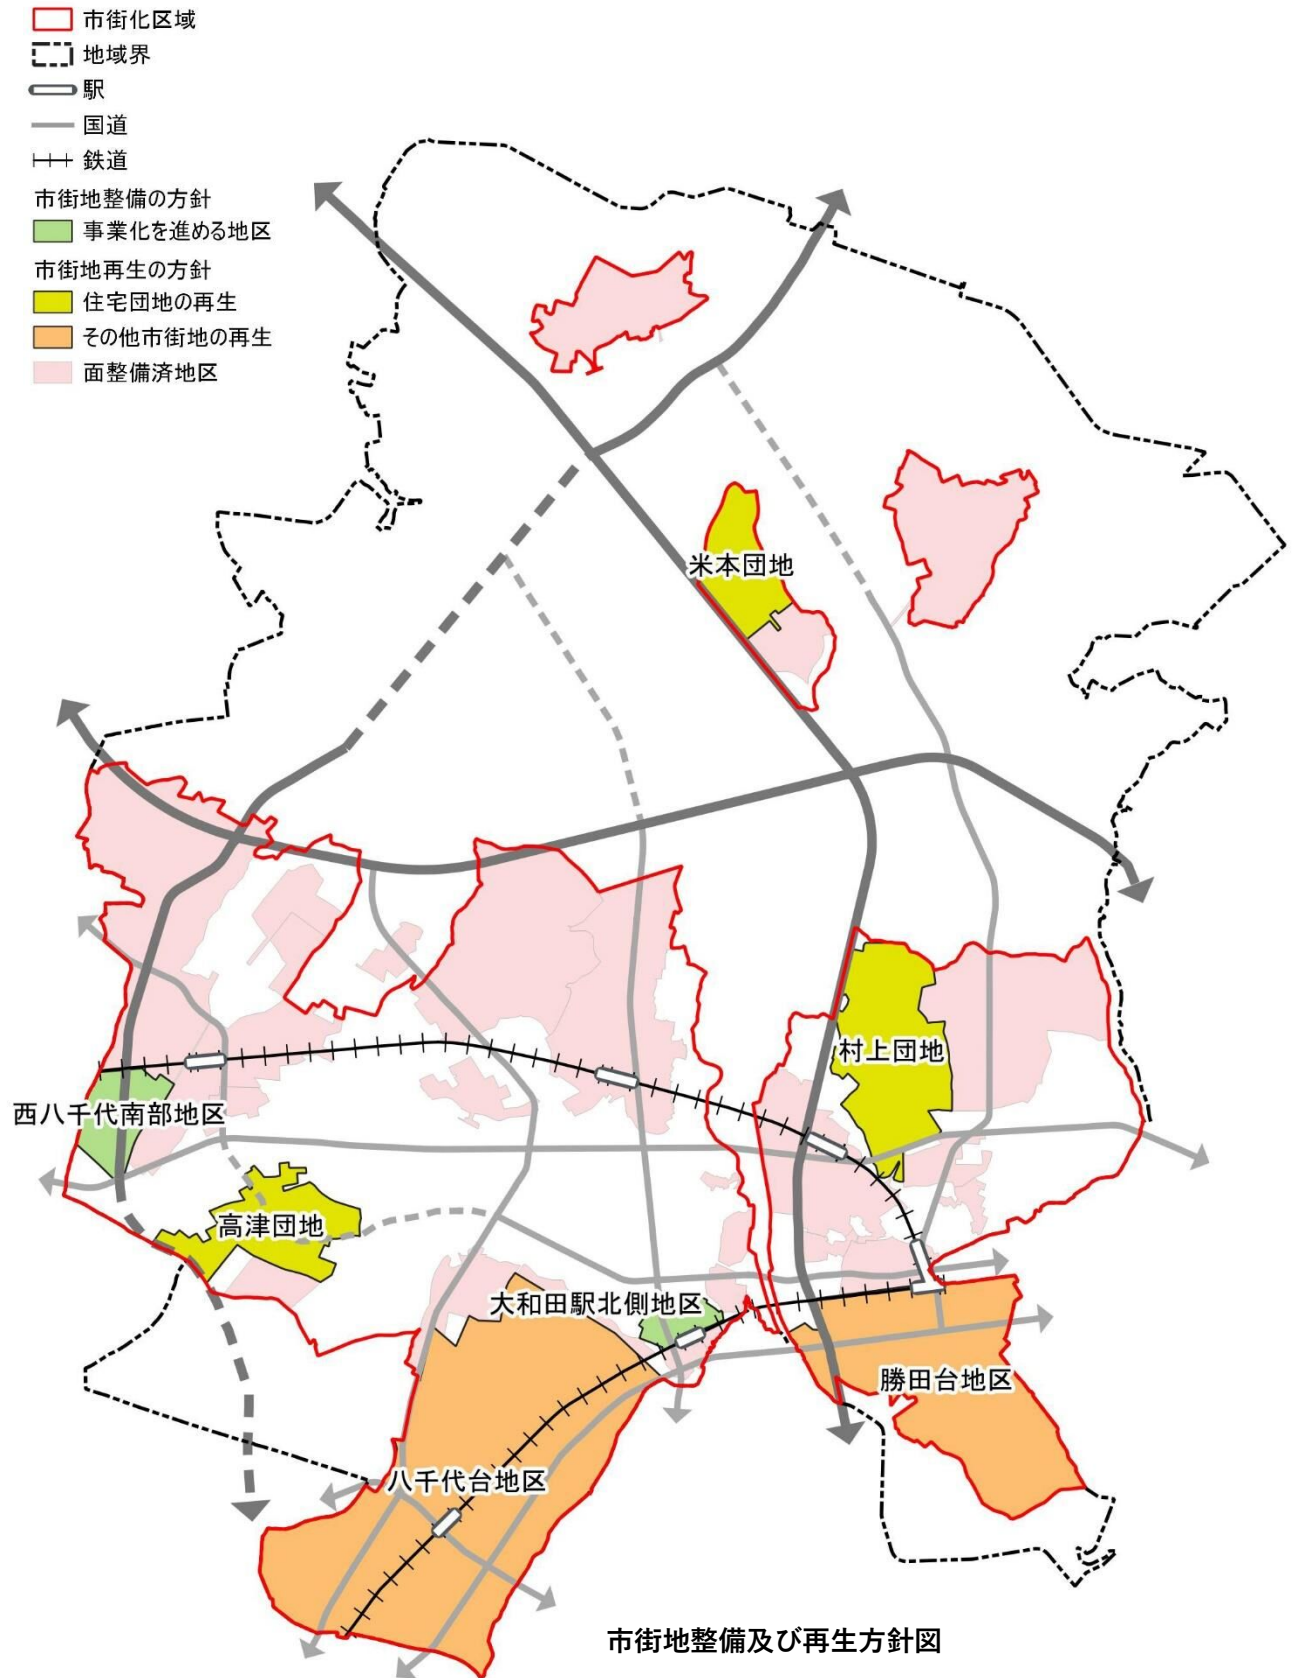 市街化区域
地域界
駅
国道
鉄道
市街地整備の方針
事業化を進める地区
市街地再生の方針
住宅団地の再生
その他市街地の再生
面整備済地区
米本団地
村上団地
西八千代南部地区
高津団地
大和田駅北側地区
勝田台地区
八千代台地区
市街地整備及び再生方針図